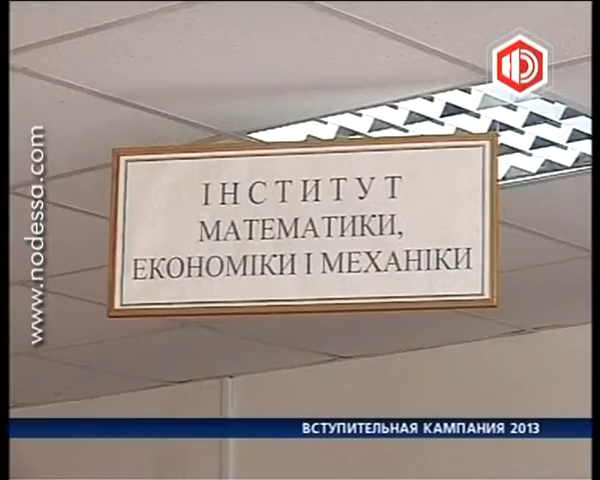 ІНСТИТУТ
МАТЕМАТИКИ,
ЕКОНОМІКИ І МЕХАНІКИ
www.nodessa.com
ВСТУПИТЕЛЬНАЯ КАМПАНИЯ 2013